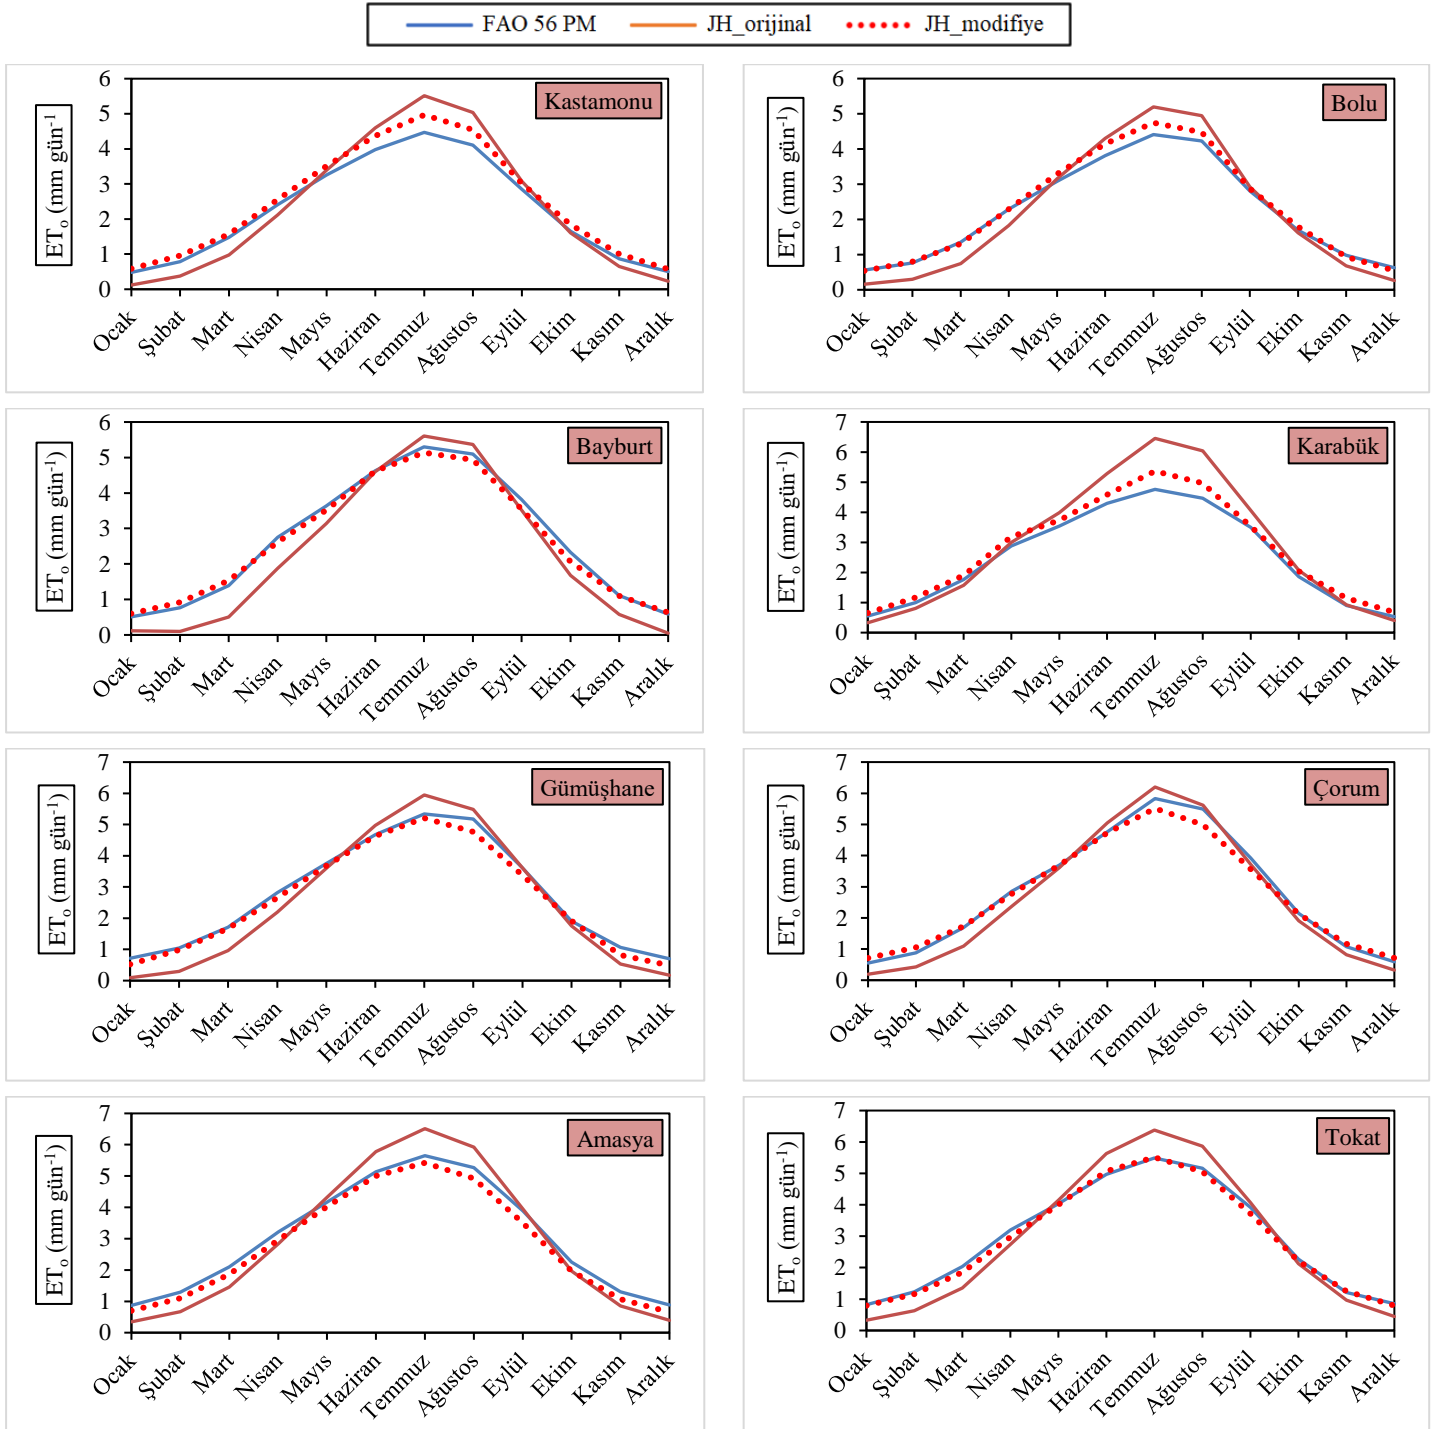 FAO 56 PM JH_orijinal JH_modifiye
Kastamonu
ETo (mm gün-1
6
5
4
3
2
1
0
Ocak Şubat Mart Nisan Mayıs Haziran Temmuz Ağustos Eylül Ekim Kasım Aralık
Bolu
ETo (mm gün-1)
6
5
4
3
2
1
0
Ocak Şubat Mart Nisan Mayıs Haziran Temmuz Ağustos Eylül Ekim Kasım Aralık
Bayburt
ETo (mm gün-1)
6
5
4
3
2
1
0
Ocak Şubat Mart Nisan Mayıs Haziran Temmuz Ağustos Eylül Ekim Kasım Aralık
Karabük
ETo (mm gün-1)
7
6
5
4
3
2
1
0
Ocak Şubat Mart Nisan Mayıs Haziran Temmuz Ağustos Eylül Ekim Kasım Aralık
Gümüşhane
ETo (mm gün-1)
7
6
5
4
3
2
1
0
Ocak Şubat Mart Nisan Mayıs Haziran Temmuz Ağustos Eylül Ekim Kasım Aralık
Çorum
ETo (mm gün-1)
7
6
5
4
3
2
1
0
Ocak Şubat Mart Nisan Mayıs Haziran Temmuz Ağustos Eylül Ekim Kasım Aralık
Amasya
ETo (mm gün-1)
7
6
5
4
3
2
1
0
Ocak Şubat Mart Nisan Mayıs Haziran Temmuz Ağustos Eylül Ekim Kasım Aralık
Tokat
ETo (mm gün-1)
7
6
5
4
3
2
1
0
Ocak Şubat Mart Nisan Mayıs Haziran Temmuz Ağustos Eylül Ekim Kasım Aralık